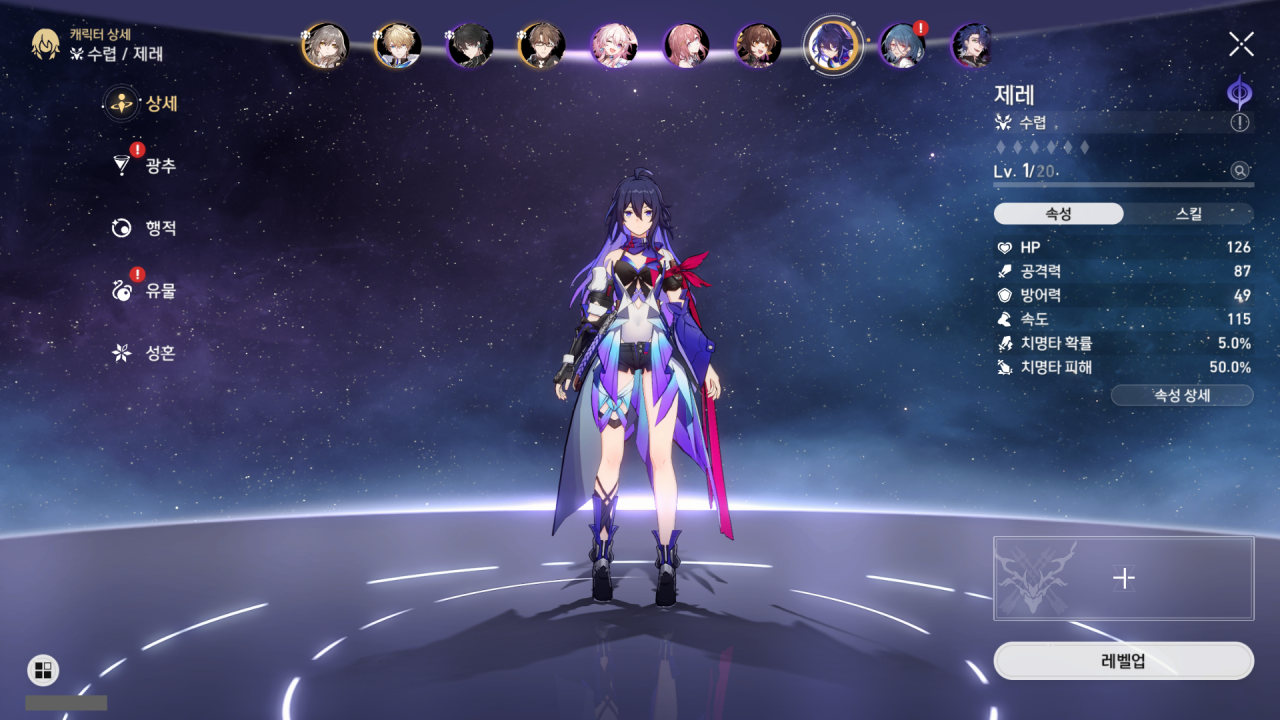 캐릭터 상세
수렵 / 제레
상세
광추
행적
유물
성혼
제레
수렵
Lv. 1/20
속성
스킬
HP 126
공격력 87
방어력 49
속도 115
치명타 확률 5.0%
치명타 피해 50.0%
속성 상세
레벨업